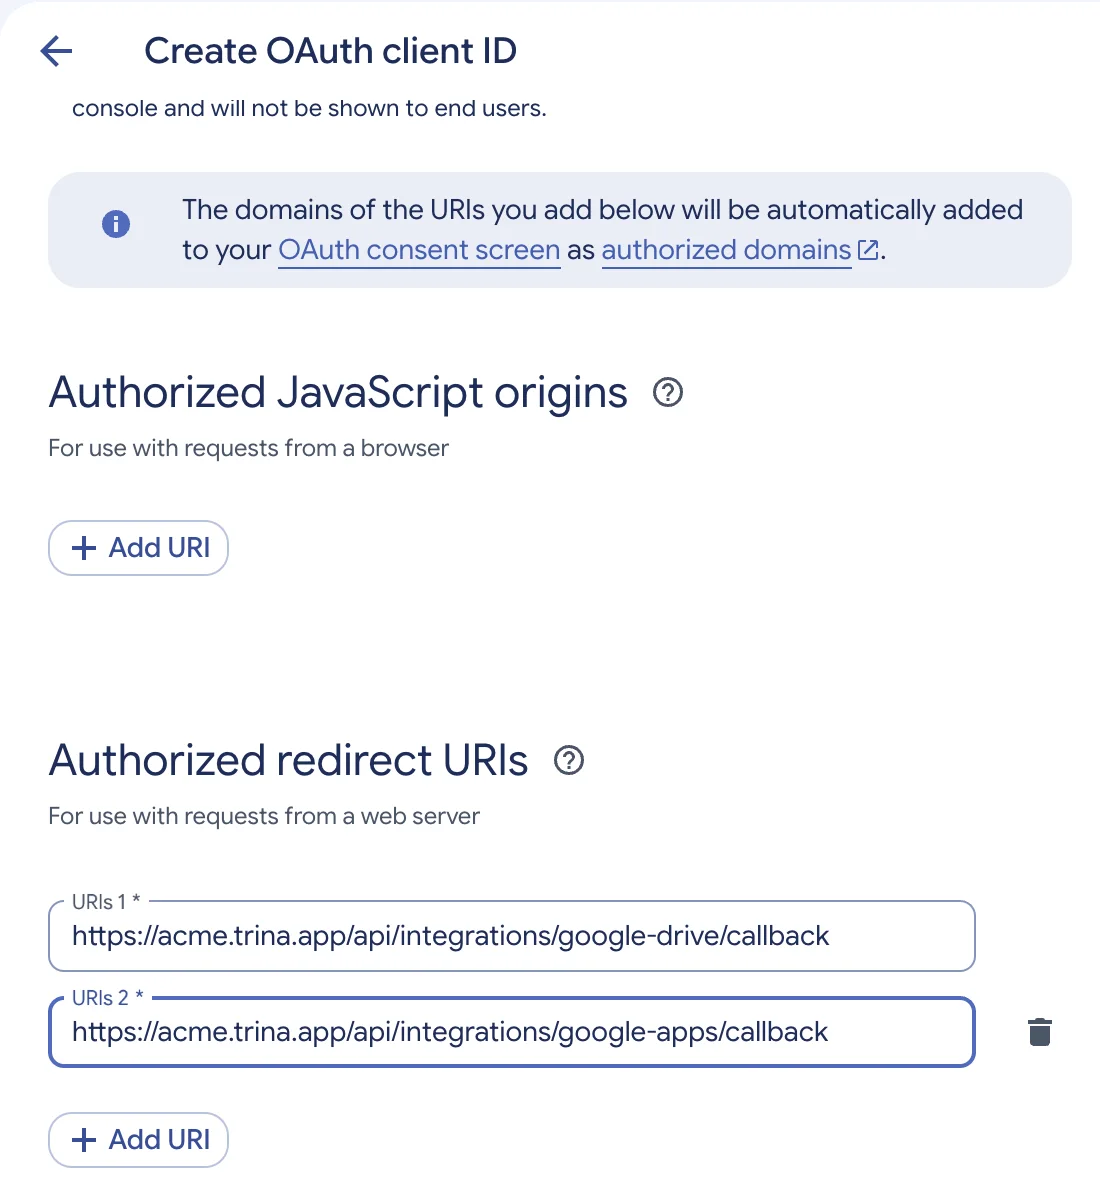 Create OAuth client ID
console and will not be shown to end users.
The domains of the URIs you add below will be automatically added
to your OAuth consent screen as authorized domains.
Authorized JavaScript origins
For use with requests from a browser
Add URI
Authorized redirect URIs
For use with requests from a web server
URIs 1 *
https://acme.trina.app/api/integrations/google-drive/callback
URIs 2 *
https://acme.trina.app/api/integrations/google-apps/callback
Add URI